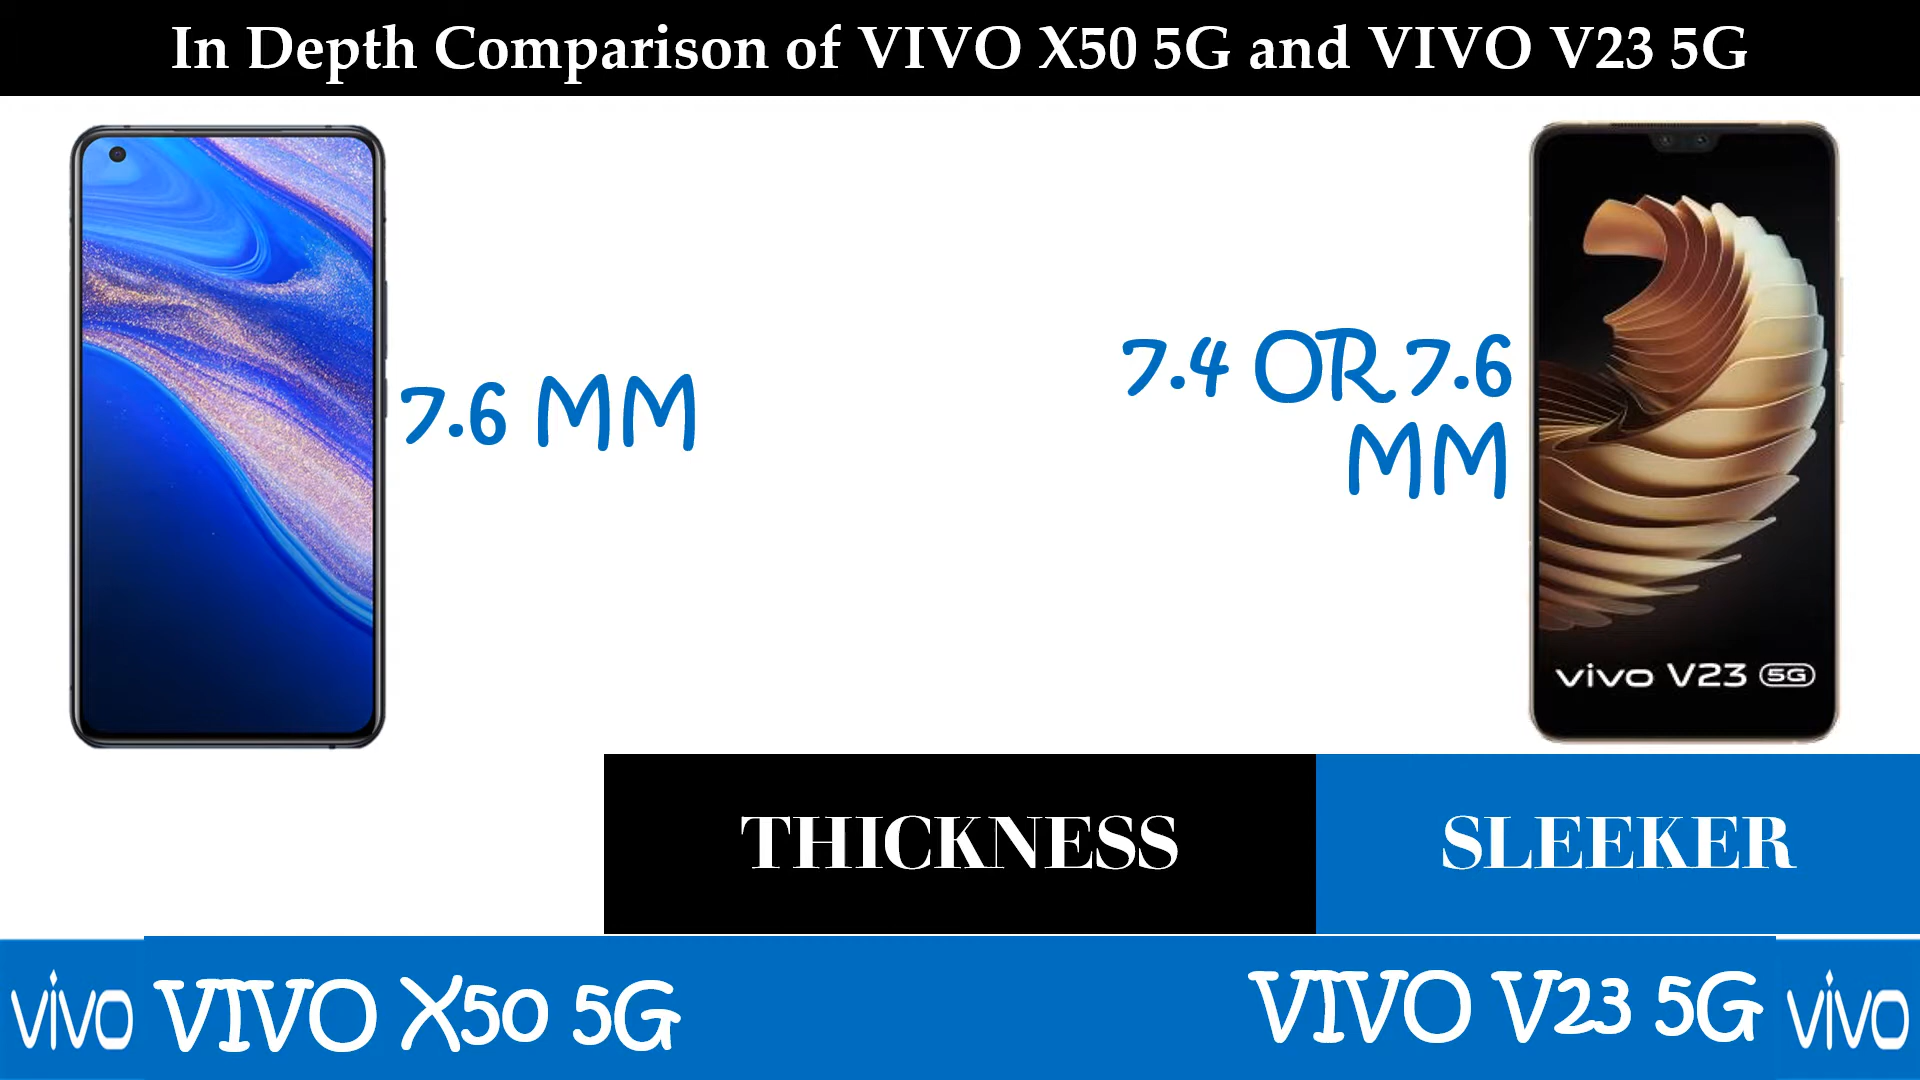 In Depth Comparison of VIVO X50 5G and VIVO V23 5G
7.6 MM
7.4 OR 7.6
MM
vivo V23 5G
THICKNESS
SLEEKER
vivo VIVO X50 5G
VIVO V23 5G vivo